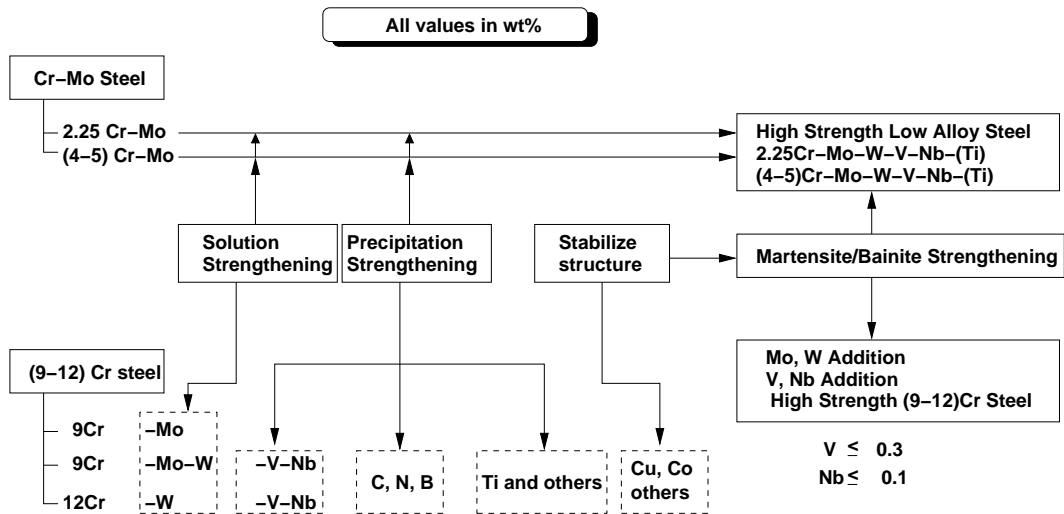 All values in wt%
Cr−Mo Steel
2.25 Cr−Mo
(4−5) Cr−Mo
High Strength Low Alloy Steel
2.25Cr−Mo−W−V−Nb−(Ti)
(4−5)Cr−Mo−W−V−Nb−(Ti)
Solution
Strengthening
Precipitation
Strengthening
Stabilize
structure
Martensite/Bainite Strengthening
(9−12) Cr steel
Mo, W Addition
V, Nb Addition
High Strength (9−12)Cr Steel
9Cr −Mo
9Cr −Mo−W −V−Nb
12Cr −W −V−Nb
C, N, B
Ti and others
Cu, Co
others
V ≤ 0.3
Nb ≤ 0.1